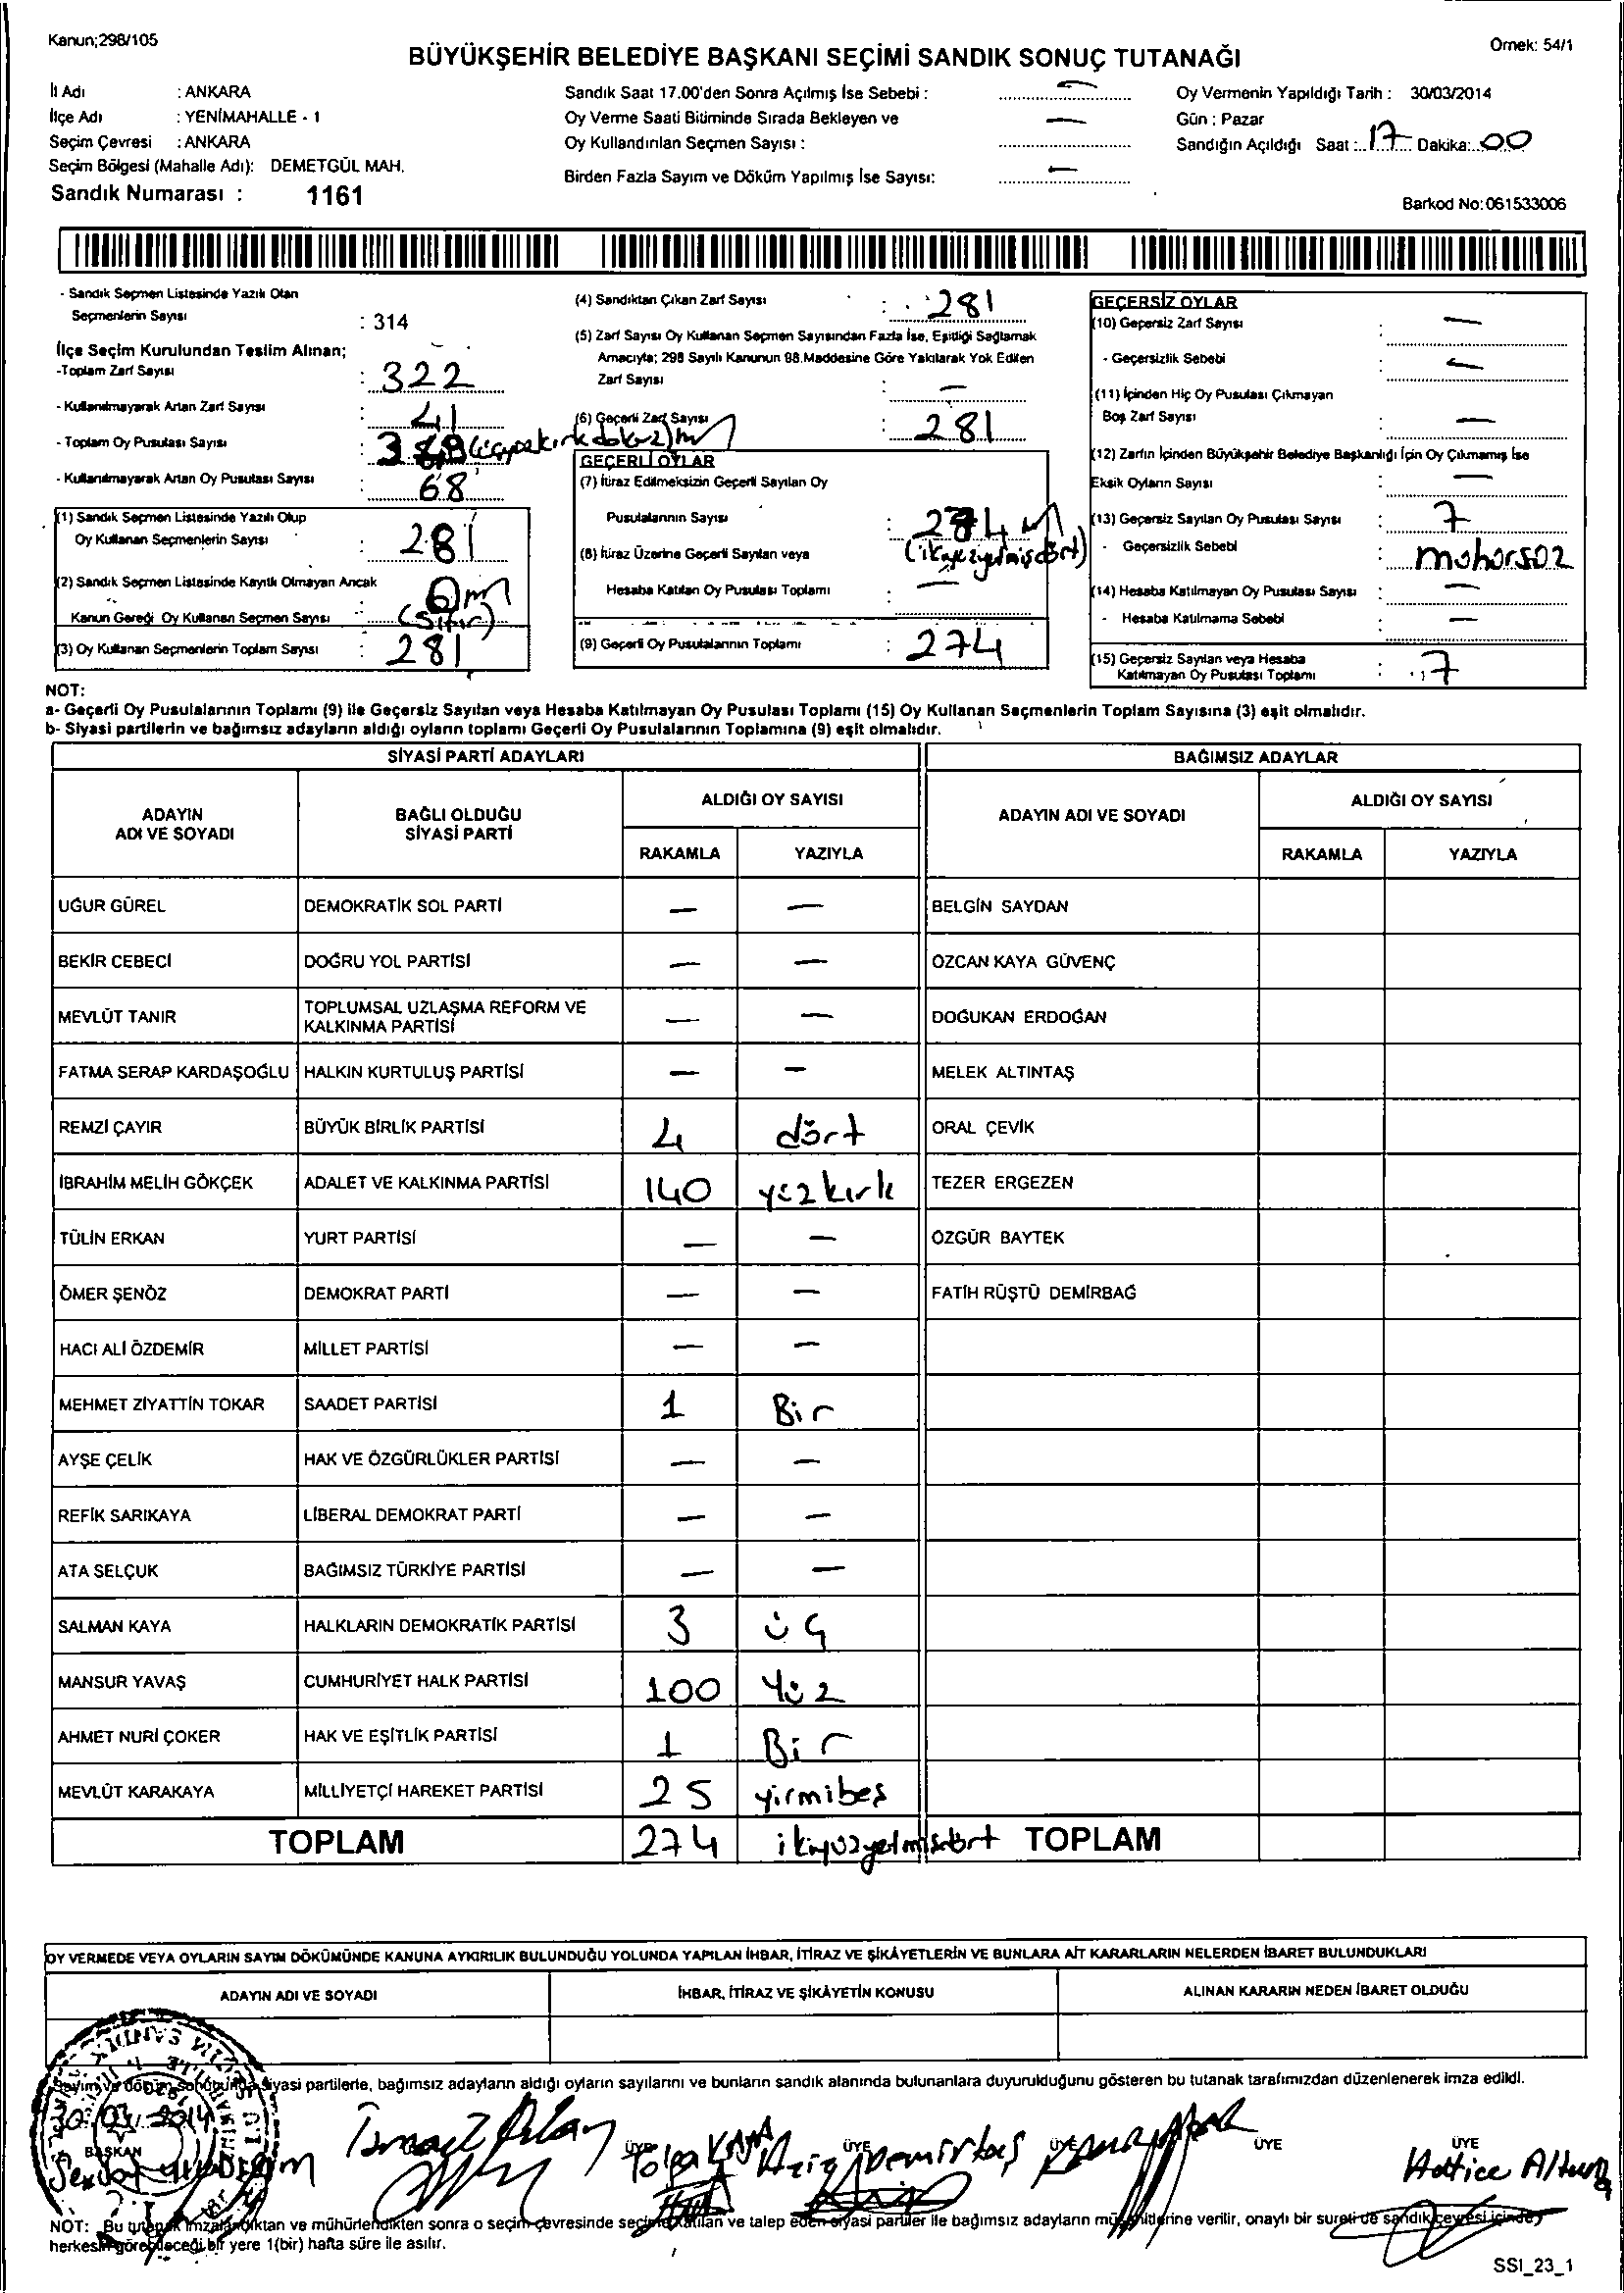 Kanun;298/105
Örnek: 54/1
BÜYÜKŞEHİR BELEDİYE BAŞKANI SEÇİMİ SANDIK SONUÇ TUTANAĞI
İl Adı : ANKARA
İlçe Adı : YENİMAHALLE - 1
Seçim Çevresi : ANKARA
Seçim Bölgesi (Mahalle Adı): DEMETGÜL MAH.
Sandık Numarası : 1161
Sandık Saat 17.00'den Sonra Açılmış İse Sebebi : —
Oy Verme Saati Bitiminde Sırada Bekleyen ve —
Oy Kullandırılan Seçmen Sayısı :
Birden Fazla Sayım ve Döküm Yapılmış İse Sayısı: —
Oy Vermenin Yapıldığı Tarih : 30/03/2014
Gün : Pazar
Sandığın Açıldığı Saat : 17 Dakika: 00
Barkod No:061533006
- Sandık Seçmen Listesinde Yazılı Olan
Seçmenlerin Sayısı : 314
İlçe Seçim Kurulundan Teslim Alınan;
-Toplam Zarf Sayısı : 322
- Kullanılmayarak Artan Zarf Sayısı : 41
- Toplam Oy Pusulası Sayısı :
- Kullanılmayarak Artan Oy Pusulası Sayısı : 68
(1) Sandık Seçmen Listesinde Yazılı Olup
Oy Kullanan Seçmenlerin Sayısı : 281
(2) Sandık Seçmen Listesinde Kayıtlı Olmayan Ancak
Kanun Gereği Oy Kullanan Seçmen Sayısı : 0 (Sıfır)
(3) Oy Kullanan Seçmenlerin Toplam Sayısı : 281
(4) Sandıktan Çıkan Zarf Sayısı : 281
(5) Zarf Sayısı Oy Kullanan Seçmen Sayısından Fazla İse, Eşitliği Sağlamak
Amacıyla; 298 Sayılı Kanunun 98.Maddesine Göre Yakılarak Yok Edilen
Zarf Sayısı : —
(6) Geçerli Zarf Sayısı : 281
GEÇERLİ OYLAR
(7) İtiraz Edilmeksizin Geçerli Sayılan Oy
Pusulalarının Sayısı : 274
(ikiyüzyetmişdört)
(8) İtiraz Üzerine Geçerli Sayılan veya
Hesaba Katılan Oy Pusulası Toplamı : —
(9) Geçerli Oy Pusulalarının Toplamı : 274
GEÇERSİZ OYLAR
(10) Geçersiz Zarf Sayısı : —
- Geçersizlik Sebebi : —
(11) İçinden Hiç Oy Pusulası Çıkmayan
Boş Zarf Sayısı : —
(12) Zarfın İçinden Büyükşehir Belediye Başkanlığı İçin Oy Çıkmamış İse
Eksik Oyların Sayısı : —
(13) Geçersiz Sayılan Oy Pusulası Sayısı : 7
- Geçersizlik Sebebi : mohorsoz
(14) Hesaba Katılmayan Oy Pusulası Sayısı : —
- Hesaba Katılmama Sebebi : —
(15) Geçersiz Sayılan veya Hesaba
Katılmayan Oy Pusulası Toplamı : 7
NOT:
a- Geçerli Oy Pusulalarının Toplamı (9) ile Geçersiz Sayılan veya Hesaba Katılmayan Oy Pusulası Toplamı (15) Oy Kullanan Seçmenlerin Toplam Sayısına (3) eşit olmalıdır.
b- Siyasi partilerin ve bağımsız adayların aldığı oyların toplamı Geçerli Oy Pusulalarının Toplamına (9) eşit olmalıdır.
SİYASİ PARTİ ADAYLARI
BAĞIMSIZ ADAYLAR
ADAYIN ADI VE SOYADI
BAĞLI OLDUĞU SİYASİ PARTİ
ALDIĞI OY SAYISI
RAKAMLA YAZIYLA
ADAYIN ADI VE SOYADI
ALDIĞI OY SAYISI
RAKAMLA YAZIYLA
UĞUR GÜREL DEMOKRATİK SOL PARTİ — — BELGİN SAYDAN
BEKİR CEBECİ DOĞRU YOL PARTİSİ — — ÖZCAN KAYA GÜVENÇ
MEVLÜT TANIR TOPLUMSAL UZLAŞMA REFORM VE KALKINMA PARTİSİ — — DOĞUKAN ERDOĞAN
FATMA SERAP KARDAŞOĞLU HALKIN KURTULUŞ PARTİSİ — — MELEK ALTINTAŞ
REMZİ ÇAYIR BÜYÜK BİRLİK PARTİSİ 4 dört ORAL ÇEVİK
İBRAHİM MELİH GÖKÇEK ADALET VE KALKINMA PARTİSİ 140 yüzkırk TEZER ERGEZEN
TÜLİN ERKAN YURT PARTİSİ — — ÖZGÜR BAYTEK
ÖMER ŞENÖZ DEMOKRAT PARTİ — — FATİH RÜŞTÜ DEMİRBAĞ
HACI ALİ ÖZDEMİR MİLLET PARTİSİ — —
MEHMET ZİYATTİN TOKAR SAADET PARTİSİ 1 Bir
AYŞE ÇELİK HAK VE ÖZGÜRLÜKLER PARTİSİ — —
REFİK SARIKAYA LİBERAL DEMOKRAT PARTİ — —
ATA SELÇUK BAĞIMSIZ TÜRKİYE PARTİSİ — —
SALMAN KAYA HALKLARIN DEMOKRATİK PARTİSİ 3 üç
MANSUR YAVAŞ CUMHURİYET HALK PARTİSİ 100 Yüz
AHMET NURİ ÇOKER HAK VE EŞİTLİK PARTİSİ 1 Bir
MEVLÜT KARAKAYA MİLLİYETÇİ HAREKET PARTİSİ 25 yirmibeş
TOPLAM 274 ikiyüzyetmişdört TOPLAM
OY VERMEDE VEYA OYLARIN SAYIM DÖKÜMÜNDE KANUNA AYKIRILIK BULUNDUĞU YOLUNDA YAPILAN İHBAR, İTİRAZ VE ŞİKÂYETLERİN VE BUNLARA AİT KARARLARIN NELERDEN İBARET BULUNDUKLARI
ADAYIN ADI VE SOYADI İHBAR, İTİRAZ VE ŞİKÂYETİN KONUSU ALINAN KARARIN NEDEN İBARET OLDUĞU
Sayım ve döküm sonucunda siyasi partilerle, bağımsız adayların aldığı oyların sayılarını ve bunların sandık alanında bulunanlara duyurulduğunu gösteren bu tutanak tarafımızdan düzenlenerek imza edildi.
30.03.2014
BAŞKAN ÜYE ÜYE ÜYE ÜYE ÜYE
Tolga KAYA Aziz Demirtaş Hatice Altun
NOT: Bu tutanak imzalandıktan ve mühürlendikten sonra o seçim çevresinde seçime katılan ve talep eden siyasi partiler ile bağımsız adayların müşahitlerine verilir, onaylı bir sureti de sandık çevresi içinde,
herkesin görebileceği bir yere 1(bir) hafta süre ile asılır.
SSI_23_1